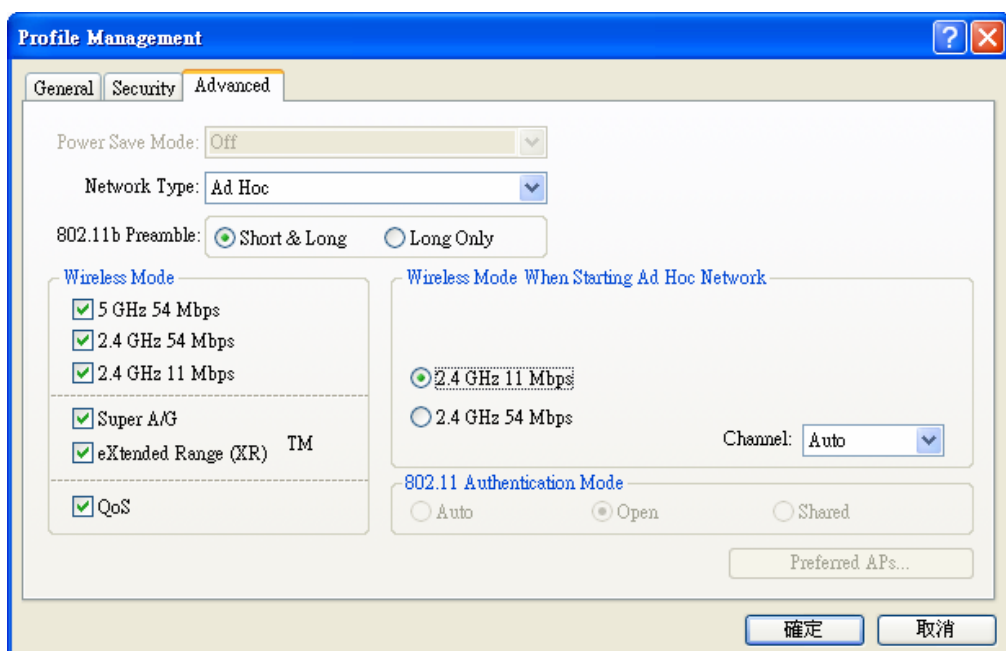 Profile Management
General Security Advanced
Power Save Mode: Off
Network Type: Ad Hoc
802.11b Preamble: Short & Long Long Only
Wireless Mode
5 GHz 54 Mbps
2.4 GHz 54 Mbps
2.4 GHz 11 Mbps
Super A/G
eXtended Range (XR) TM
QoS
Wireless Mode When Starting Ad Hoc Network
2.4 GHz 11 Mbps
2.4 GHz 54 Mbps
Channel: Auto
802.11 Authentication Mode
Auto Open Shared
Preferred APs...
確定 取消